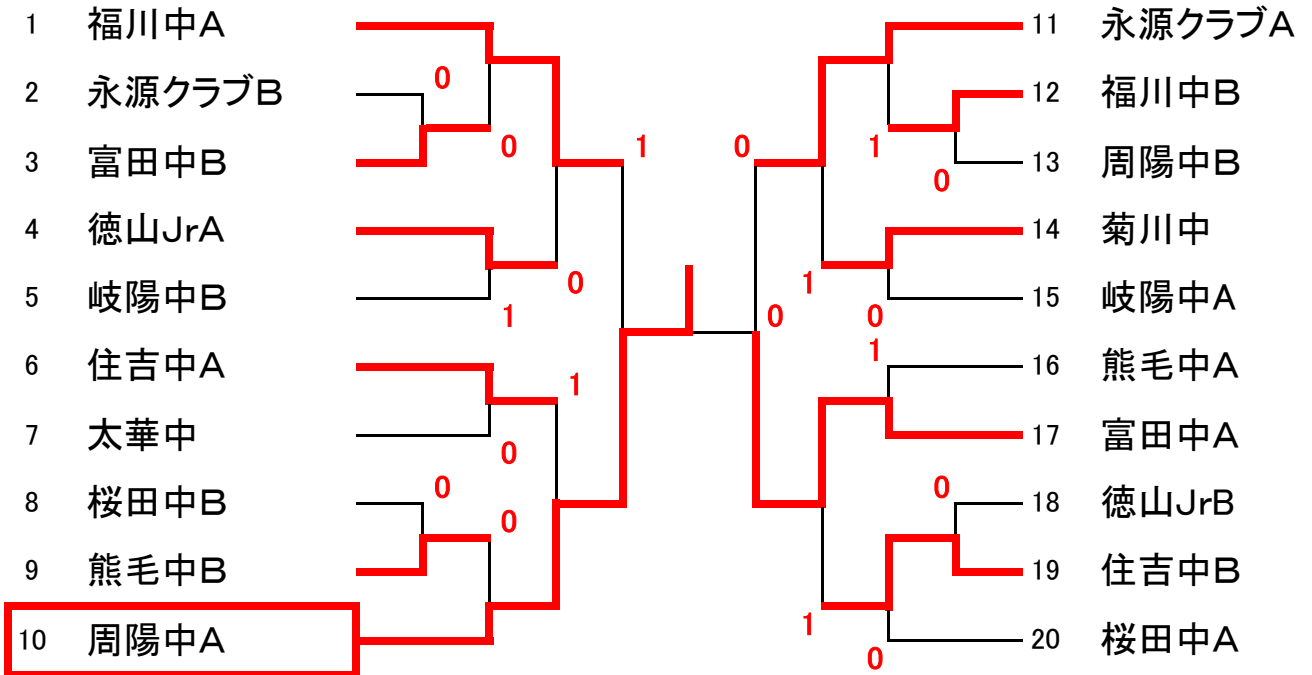 1 福川中A
2 永源クラブB
3 富田中B
4 徳山JrA
5 岐陽中B
6 住吉中A
7 太華中
8 桜田中B
9 熊毛中B
10 周陽中A
0
0
1
0
1
1
0
0
0
0
1
0
1
0
0
1
1
0
0
11 永源クラブA
12 福川中B
13 周陽中B
14 菊川中
15 岐陽中A
16 熊毛中A
17 富田中A
18 徳山JrB
19 住吉中B
20 桜田中A